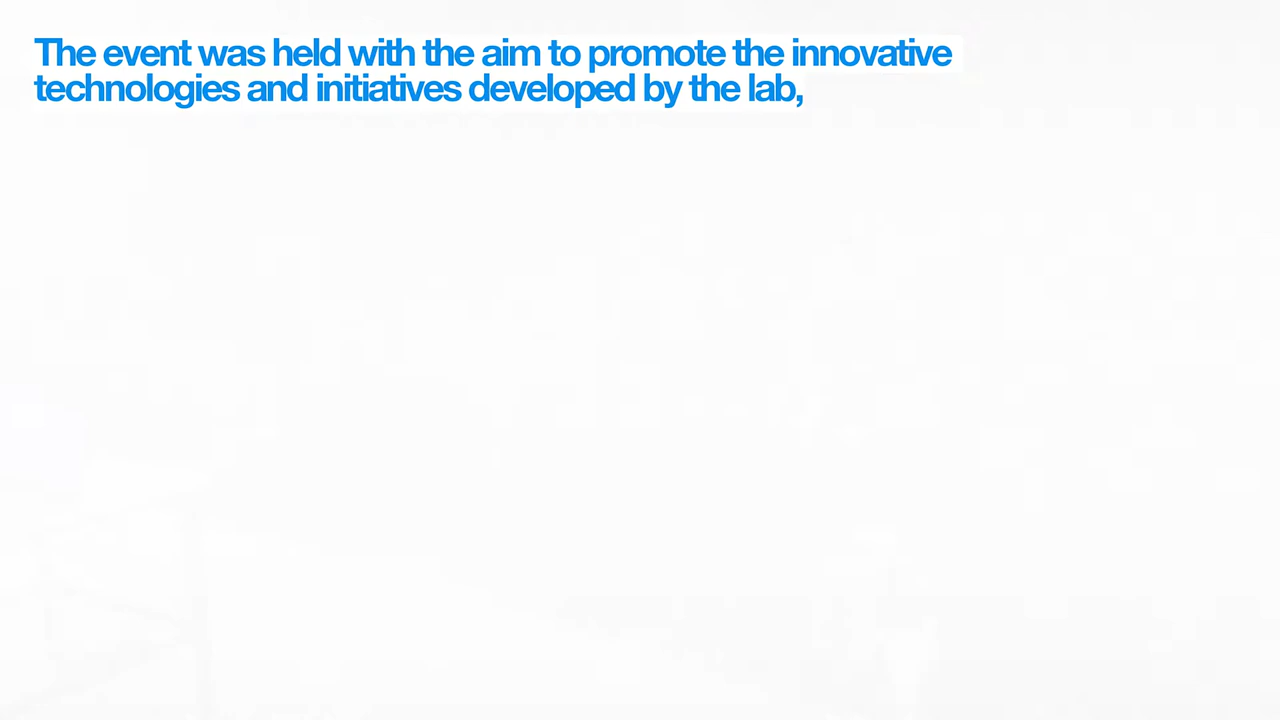 The event was held with the aim to promote the innovative
technologies and initiatives developed by the lab,